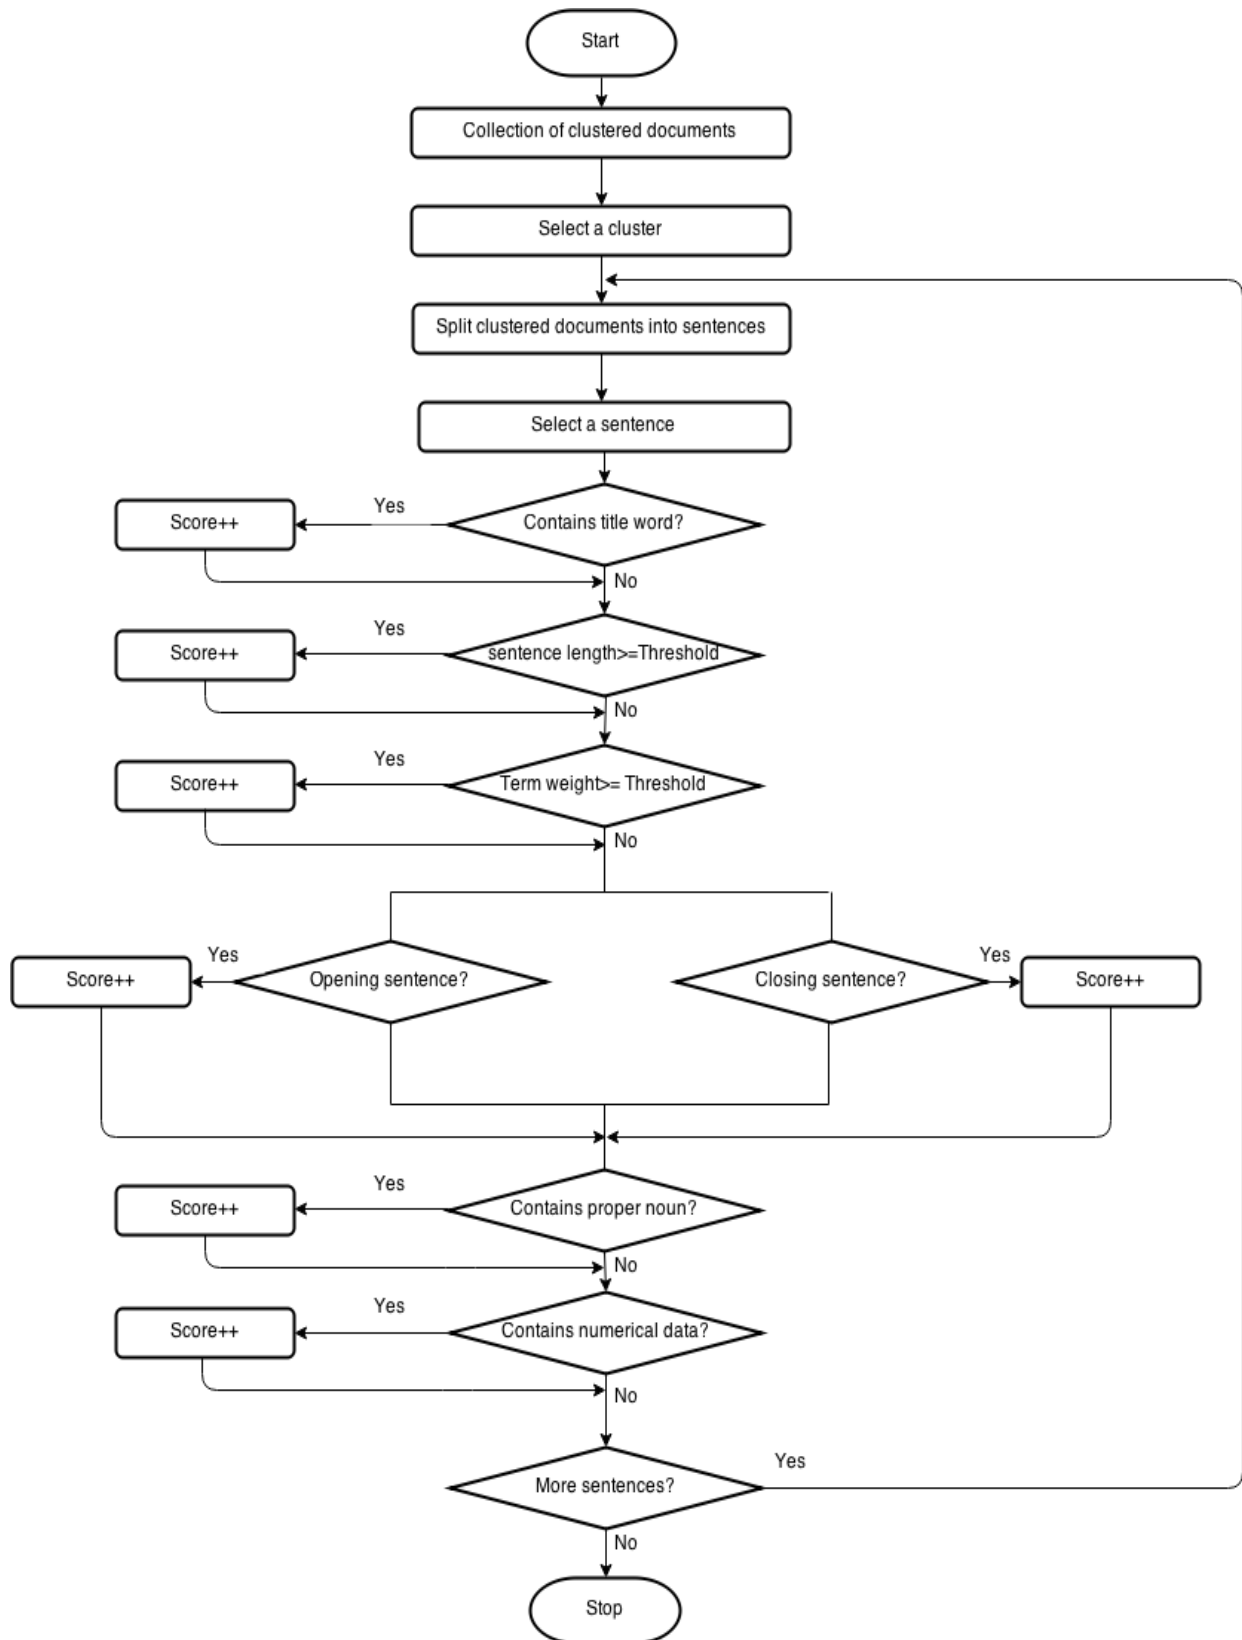 Start
Collection of clustered documents
Select a cluster
Split clustered documents into sentences
Select a sentence
Yes
Score++
Contains title word?
No
Yes
Score++
sentence length>=Threshold
No
Yes
Score++
Term weight>= Threshold
No
Yes
Score++
Opening sentence?
Closing sentence?
Yes
Score++
Yes
Score++
Contains proper noun?
No
Yes
Score++
Contains numerical data?
No
More sentences?
Yes
No
Stop